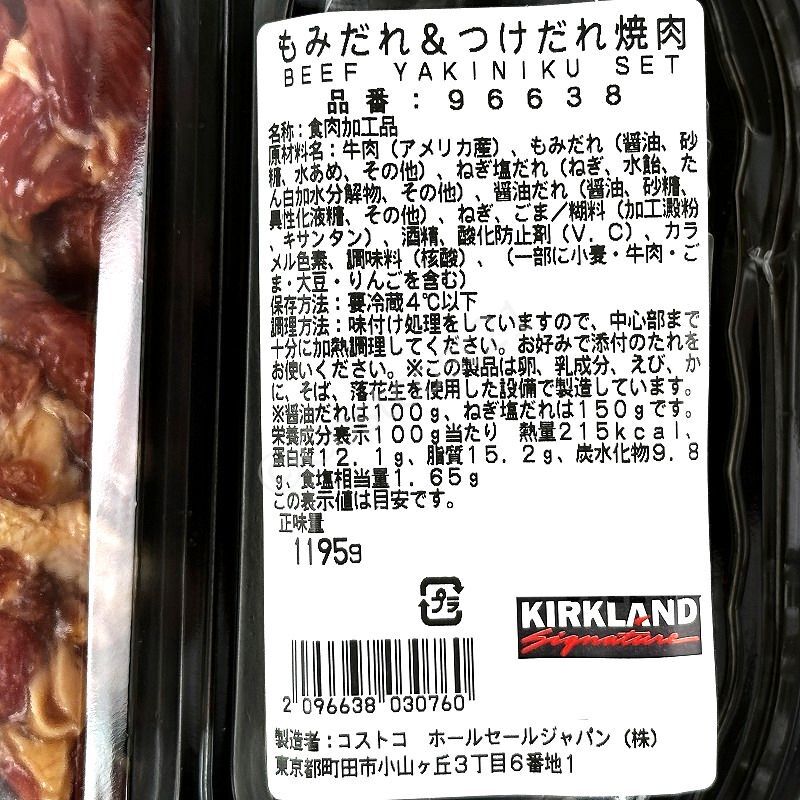 もみだれ&つけだれ焼肉
BEEF YAKINIKU SET
品番:96638
名称:食肉加工品
原材料名:牛肉(アメリカ産)、もみだれ(醤油、砂
糖、水あめ、その他)、ねぎ塩だれ(ねぎ、水飴、た
ん白加水分解物、その他)、醤油だれ(醤油、砂糖、
異性化液糖、その他)、ねぎ、ごま/糊料(加工澱粉
、キサンタン)、酒精、酸化防止剤(V.C)、カラ
メル色素、調味料(核酸)、(一部に小麦・牛肉・ご
ま・大豆・りんごを含む)
保存方法:要冷蔵4℃以下
調理方法:味付け処理をしていますので、中心部まで
十分に加熱調理してください。お好みで添付のたれを
お使いください。※この製品は卵、乳成分、えび、か
に、そば、落花生を使用した設備で製造しています。
※醤油だれは100g、ねぎ塩だれは150gです。
栄養成分表示100g当たり 熱量215kcal、
蛋白質12.1g、脂質15.2g、炭水化物9.8
g、食塩相当量1.65g
この表示値は目安です。
正味量
1195g
プラ
KIRKLAND
Signature
2 096638 030760
製造者:コストコ ホールセールジャパン(株)
東京都町田市小山ヶ丘3丁目6番地1